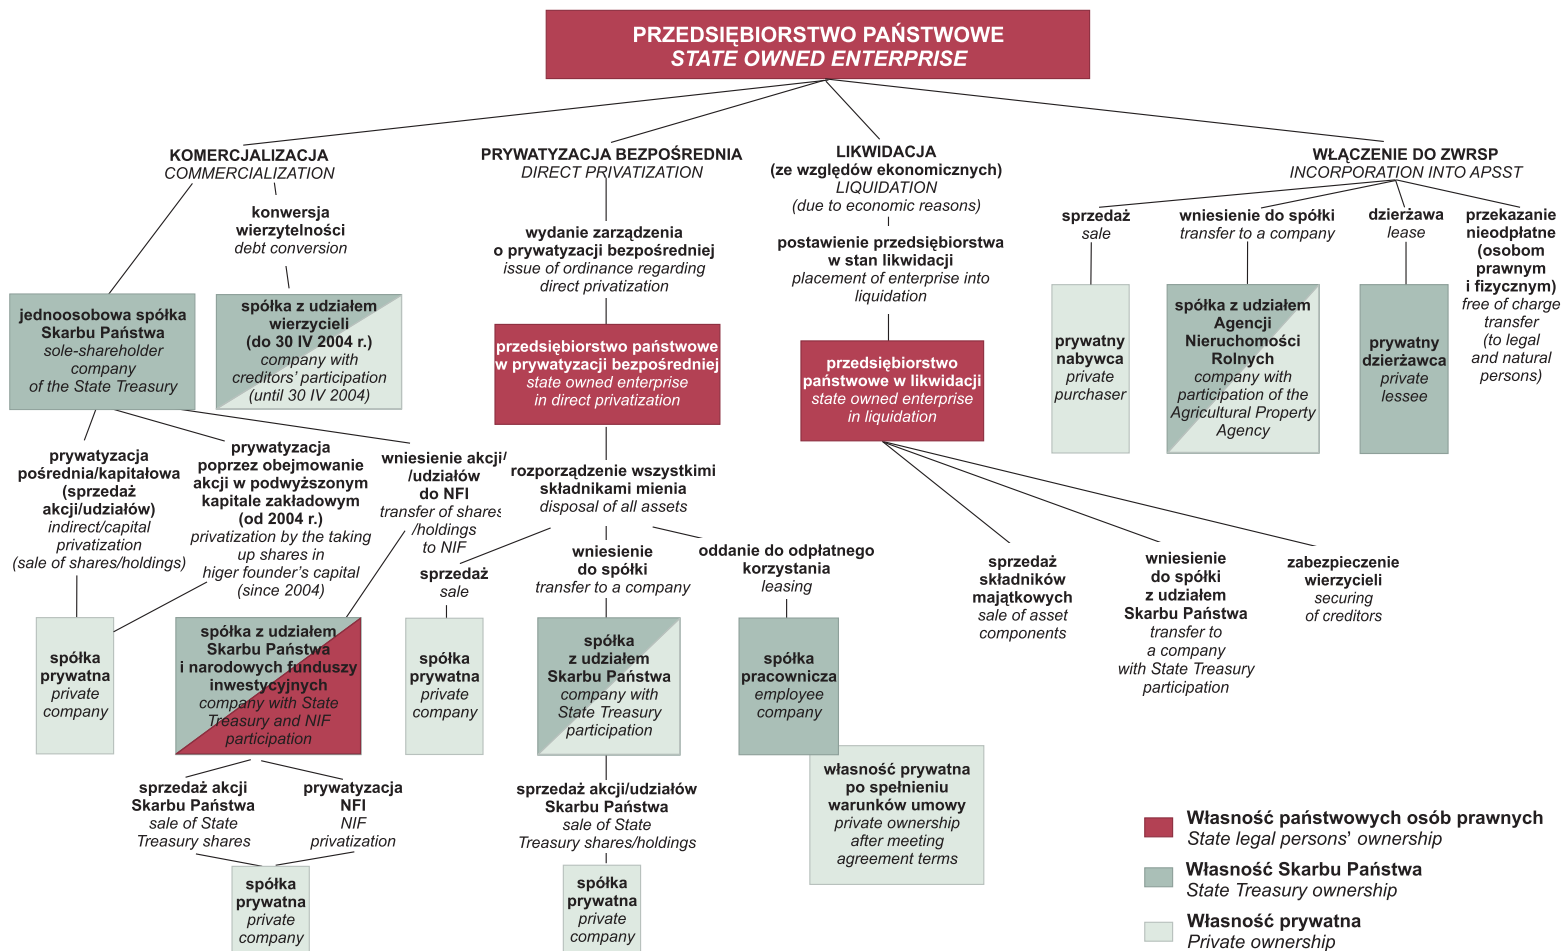 PRZEDSIĘBIORSTWO PAŃSTWOWE
STATE OWNED ENTERPRISE
KOMERCJALIZACJA
COMMERCIALIZATION
konwersja
wierzytelności
debt conversion
jednoosobowa spółka
Skarbu Państwa
sole-shareholder
company
of the State Treasury
spółka z udziałem
wierzycieli
(do 30 IV 2004 r.)
company with
creditors' participation
(until 30 IV 2004)
prywatyzacja
pośrednia/kapitałowa
(sprzedaż
akcji/udziałów)
indirect/capital
privatization
(sale of shares/holdings)
prywatyzacja
poprzez obejmowanie
akcji w podwyższonym
kapitale zakładowym
(od 2004 r.)
privatization by the taking
up shares in
higer founder's capital
(since 2004)
wniesienie akcji/
/udziałów
do NFI
transfer of shares
/holdings
to NIF
spółka
prywatna
private
company
spółka z udziałem
Skarbu Państwa
i narodowych funduszy
inwestycyjnych
company with State
Treasury and NIF
participation
sprzedaż akcji
Skarbu Państwa
sale of State
Treasury shares
prywatyzacja
NFI
NIF
privatization
spółka
prywatna
private
company
PRYWATYZACJA BEZPOŚREDNIA
DIRECT PRIVATIZATION
wydanie zarządzenia
o prywatyzacji bezpośredniej
issue of ordinance regarding
direct privatization
przedsiębiorstwo państwowe
w prywatyzacji bezpośredniej
state owned enterprise
in direct privatization
rozporządzenie wszystkimi
składnikami mienia
disposal of all assets
sprzedaż
sale
spółka
prywatna
private
company
wniesienie
do spółki
transfer to a company
spółka
z udziałem
Skarbu Państwa
company with
State Treasury
participation
sprzedaż akcji/udziałów
Skarbu Państwa
sale of State
Treasury shares/holdings
spółka
prywatna
private
company
oddanie do odpłatnego
korzystania
leasing
spółka
pracownicza
employee
company
własność prywatna
po spełnieniu
warunków umowy
private ownership
after meeting
agreement terms
LIKWIDACJA
(ze względów ekonomicznych)
LIQUIDATION
(due to economic reasons)
postawienie przedsiębiorstwa
w stan likwidacji
placement of enterprise into
liquidation
przedsiębiorstwo
państwowe w likwidacji
state owned enterprise
in liquidation
sprzedaż
składników
majątkowych
sale of asset
components
wniesienie
do spółki
z udziałem
Skarbu Państwa
transfer to
a company
with State Treasury
participation
zabezpieczenie
wierzycieli
securing
of creditors
WŁĄCZENIE DO ZWRSP
INCORPORATION INTO APSST
sprzedaż
sale
prywatny
nabywca
private
purchaser
wniesienie do spółki
transfer to a company
spółka z udziałem
Agencji
Nieruchomości
Rolnych
company with
participation of the
Agricultural Property
Agency
dzierżawa
lease
prywatny
dzierżawca
private
lessee
przekazanie
nieodpłatne
(osobom
prawnym
i fizycznym)
free of charge
transfer
(to legal
and natural
persons)
Własność państwowych osób prawnych
State legal persons' ownership
Własność Skarbu Państwa
State Treasury ownership
Własność prywatna
Private ownership